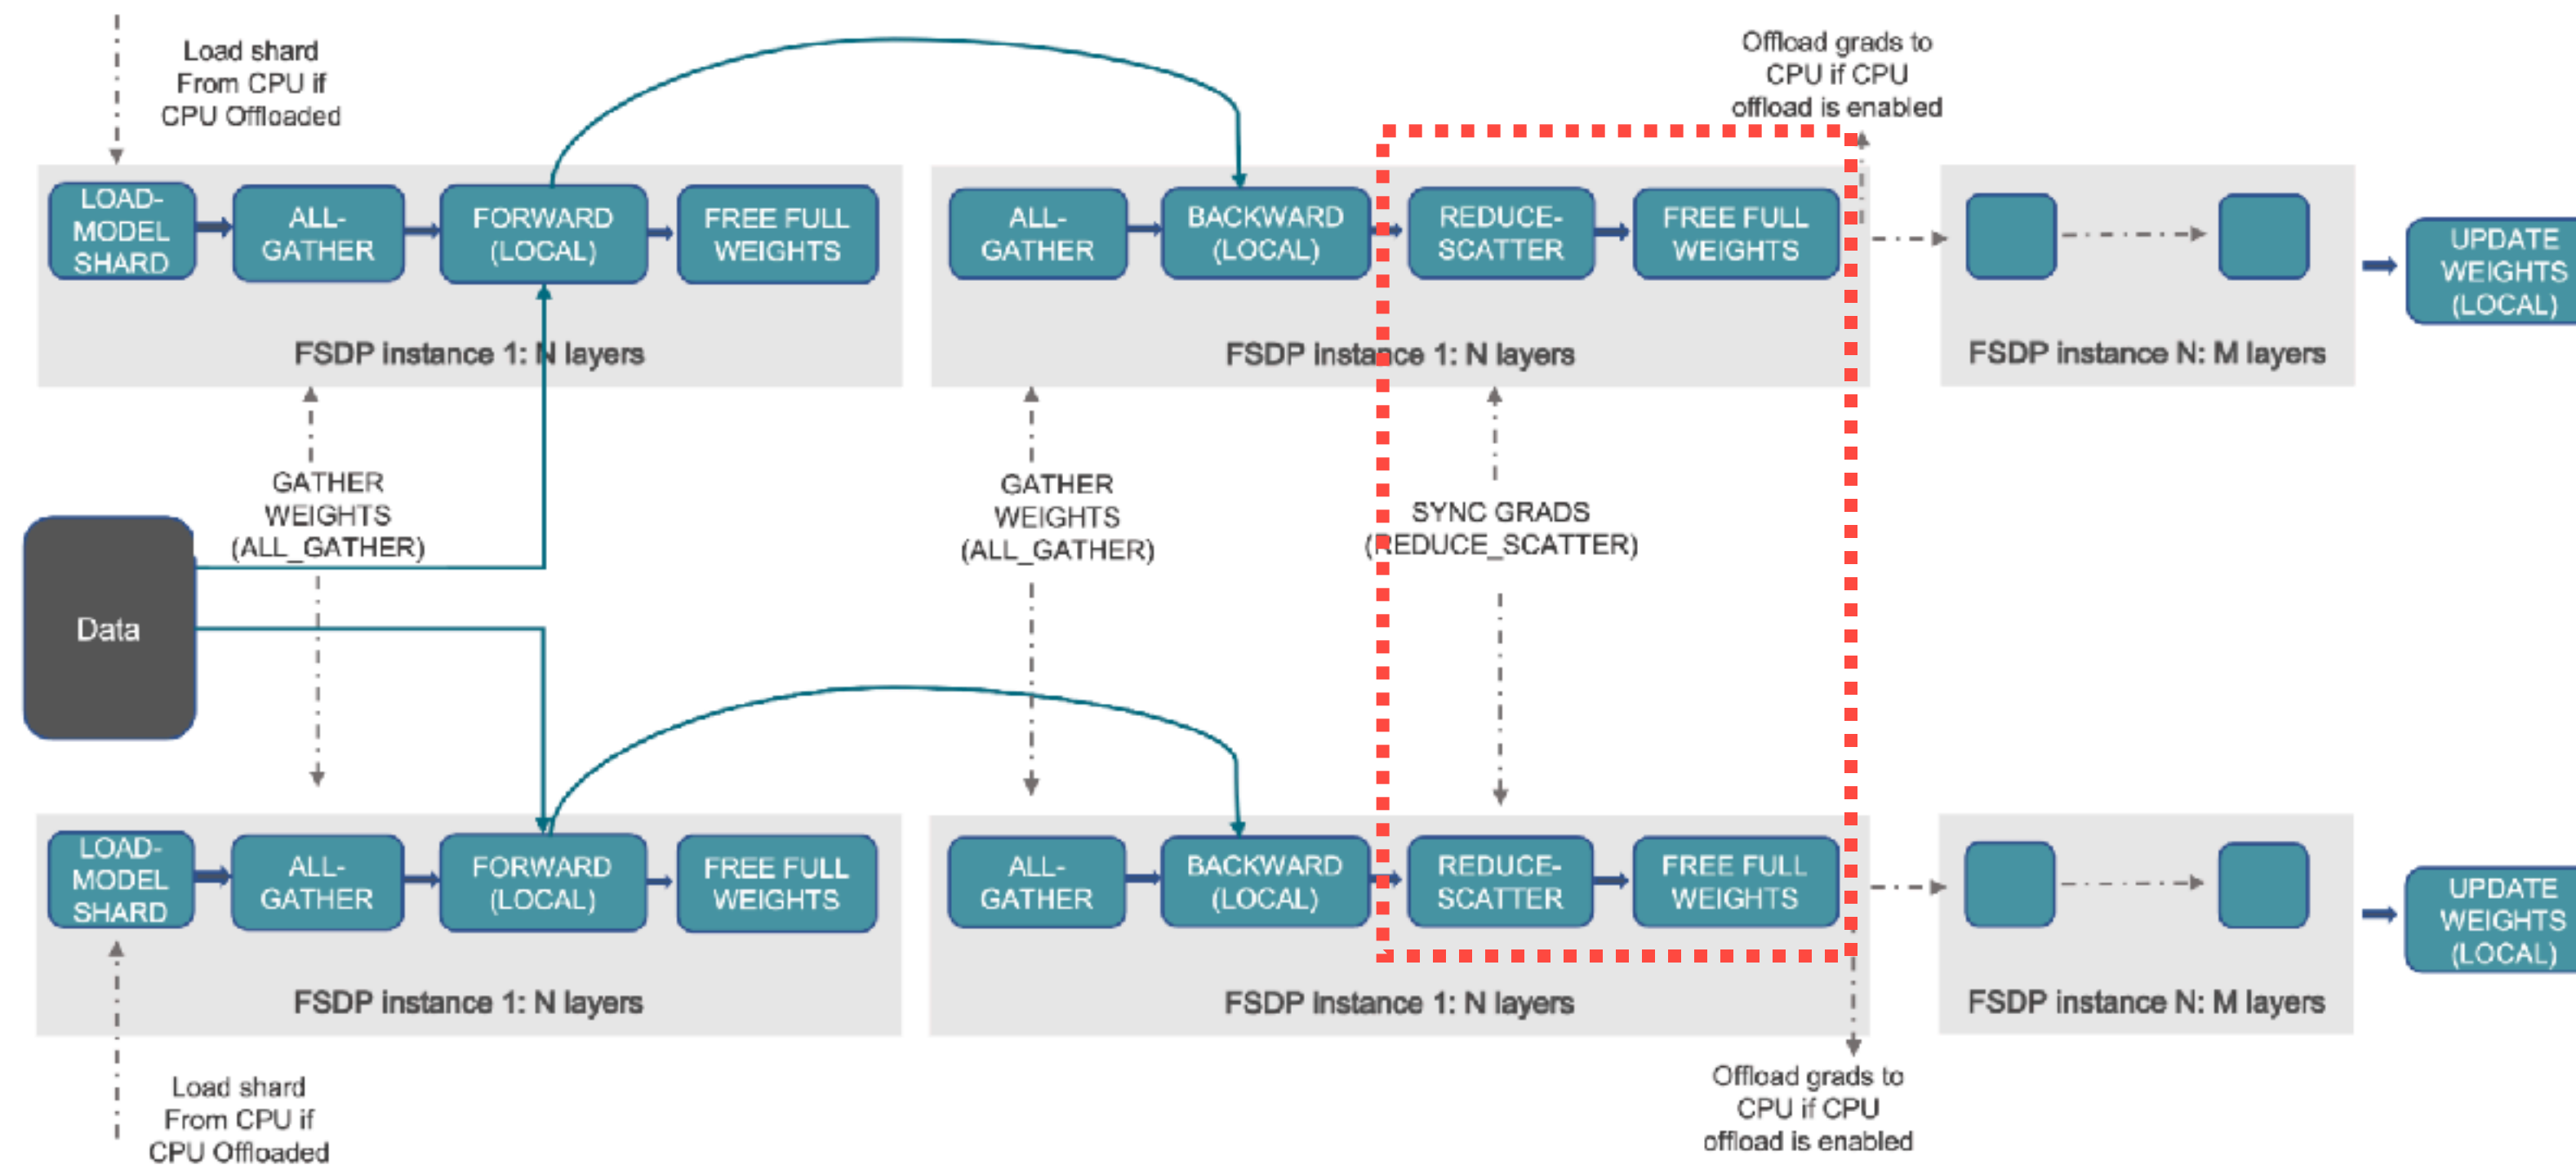 Load shard
From CPU if
CPU Offloaded
Offload grads to
CPU if CPU
offload is enabled
LOAD-
MODEL
SHARD
ALL-
GATHER
FORWARD
(LOCAL)
FREE FULL
WEIGHTS
FSDP instance 1: N layers
ALL-
GATHER
BACKWARD
(LOCAL)
REDUCE-
SCATTER
FREE FULL
WEIGHTS
FSDP instance 1: N layers
FSDP instance N: M layers
UPDATE
WEIGHTS
(LOCAL)
GATHER
WEIGHTS
(ALL_GATHER)
GATHER
WEIGHTS
(ALL_GATHER)
SYNC GRADS
(REDUCE_SCATTER)
Data
LOAD-
MODEL
SHARD
ALL-
GATHER
FORWARD
(LOCAL)
FREE FULL
WEIGHTS
FSDP instance 1: N layers
ALL-
GATHER
BACKWARD
(LOCAL)
REDUCE-
SCATTER
FREE FULL
WEIGHTS
FSDP instance 1: N layers
FSDP instance N: M layers
UPDATE
WEIGHTS
(LOCAL)
Load shard
From CPU if
CPU Offloaded
Offload grads to
CPU if CPU
offload is enabled